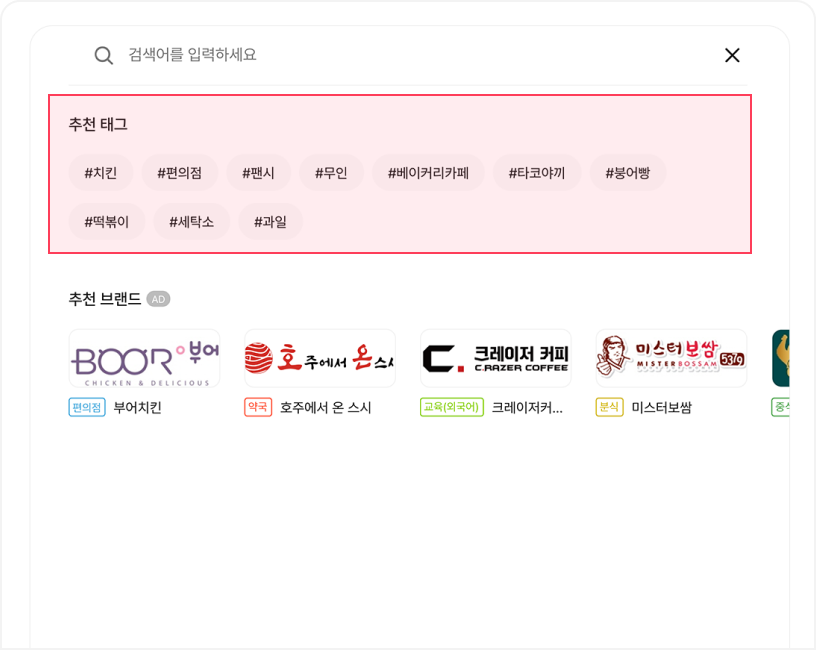 검색어를 입력하세요
추천 태그
#치킨 #편의점 #팬시 #무인 #베이커리카페 #타코야끼 #붕어빵
#떡볶이 #세탁소 #과일
추천 브랜드 AD
BOOR 부어
CHICKEN & DELICIOUS
호주에서 온 스시
C. 크레이저 커피
C.RAZER COFFEE
미스터보쌈 5379
MISTERBOSSAM
편의점 부어치킨
약국 호주에서 온 스시
교육(외국어) 크레이저커...
분식 미스터보쌈